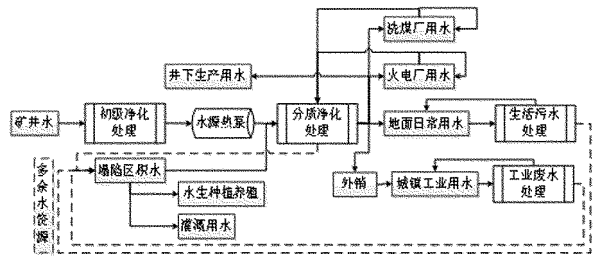 洗煤厂用水
井下生产用水
火电厂用水
矿井水
初级净化
处理
水源热泵
分质净化
处理
地面日常用水
生活污水
处理
多余水资源
塌陷区积水
外销
城镇工业用水
工业废水
处理
水生种植养殖
灌溉用水